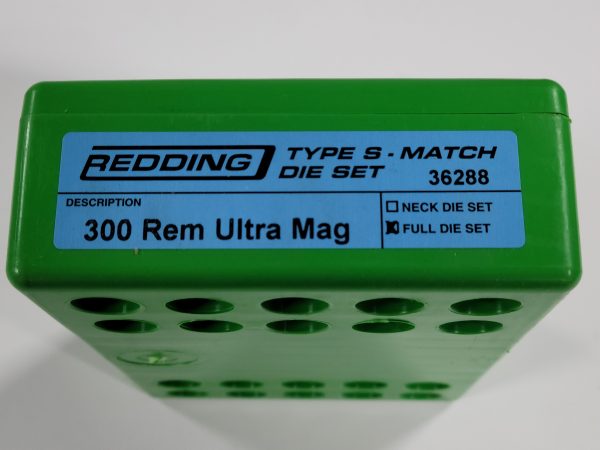 REDDING
TYPE S - MATCH
DIE SET 36288
DESCRIPTION
300 Rem Ultra Mag
NECK DIE SET
FULL DIE SET